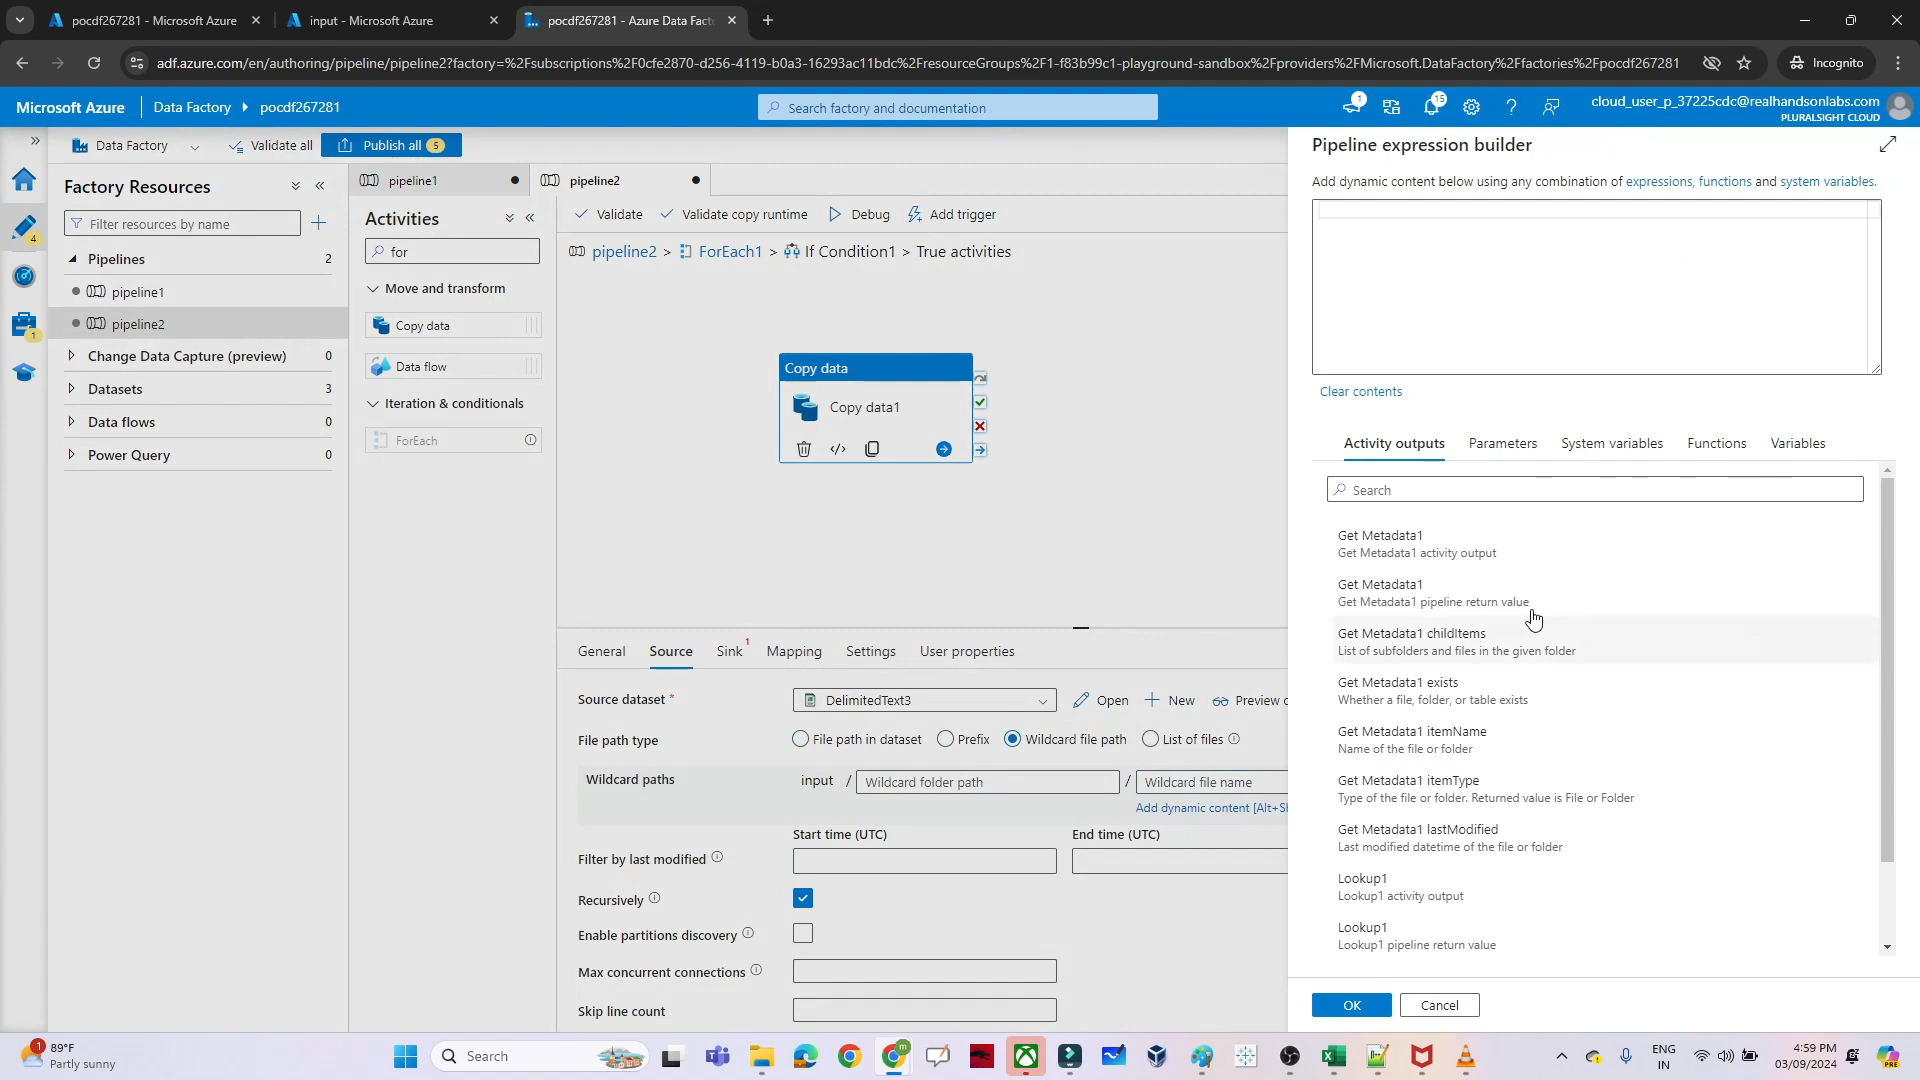 pocdf267281 - Microsoft Azure
input - Microsoft Azure
pocdf267281 - Azure Data Fact
adf.azure.com/en/authoring/pipeline/pipeline2?factory=%2Fsubscriptions%2F0cfe2870-d256-4119-b0a3-16293ac11bdc%2FresourceGroups%2F1-f83b99c1-playground-sandbox%2Fproviders%2FMicrosoft.DataFactory%2Ffactories%2Fpocdf267281
Incognito
Microsoft Azure
Data Factory
pocdf267281
Search factory and documentation
1
15
cloud_user_p_37225cdc@realhandsonlabs.com
PLURALSIGHT CLOUD
Data Factory
Validate all
Publish all 5
Factory Resources
Filter resources by name
4
1
Pipelines 2
pipeline1
pipeline2
Change Data Capture (preview) 0
Datasets 3
Data flows 0
Power Query 0
pipeline1
pipeline2
Activities
for
Move and transform
Copy data
Data flow
Iteration & conditionals
ForEach
Validate
Validate copy runtime
Debug
Add trigger
pipeline2 > ForEach1 > If Condition1 > True activities
Copy data
Copy data1
General
Source
Sink 1
Mapping
Settings
User properties
Source dataset *
DelimitedText3
Open
New
Preview
File path type
File path in dataset
Prefix
Wildcard file path
List of files
Wildcard paths
input / Wildcard folder path / Wildcard file name
Add dynamic content [Alt+S
Start time (UTC)
End time (UTC)
Filter by last modified
Recursively
Enable partitions discovery
Max concurrent connections
Skip line count
Pipeline expression builder
Add dynamic content below using any combination of expressions, functions and system variables.
Clear contents
Activity outputs
Parameters
System variables
Functions
Variables
Search
Get Metadata1
Get Metadata1 activity output
Get Metadata1
Get Metadata1 pipeline return value
Get Metadata1 childItems
List of subfolders and files in the given folder
Get Metadata1 exists
Whether a file, folder, or table exists
Get Metadata1 itemName
Name of the file or folder
Get Metadata1 itemType
Type of the file or folder. Returned value is File or Folder
Get Metadata1 lastModified
Last modified datetime of the file or folder
Lookup1
Lookup1 activity output
Lookup1
Lookup1 pipeline return value
OK
Cancel
1
89°F
Partly sunny
Search
m
ENG
IN
4:59 PM
03/09/2024
PRE